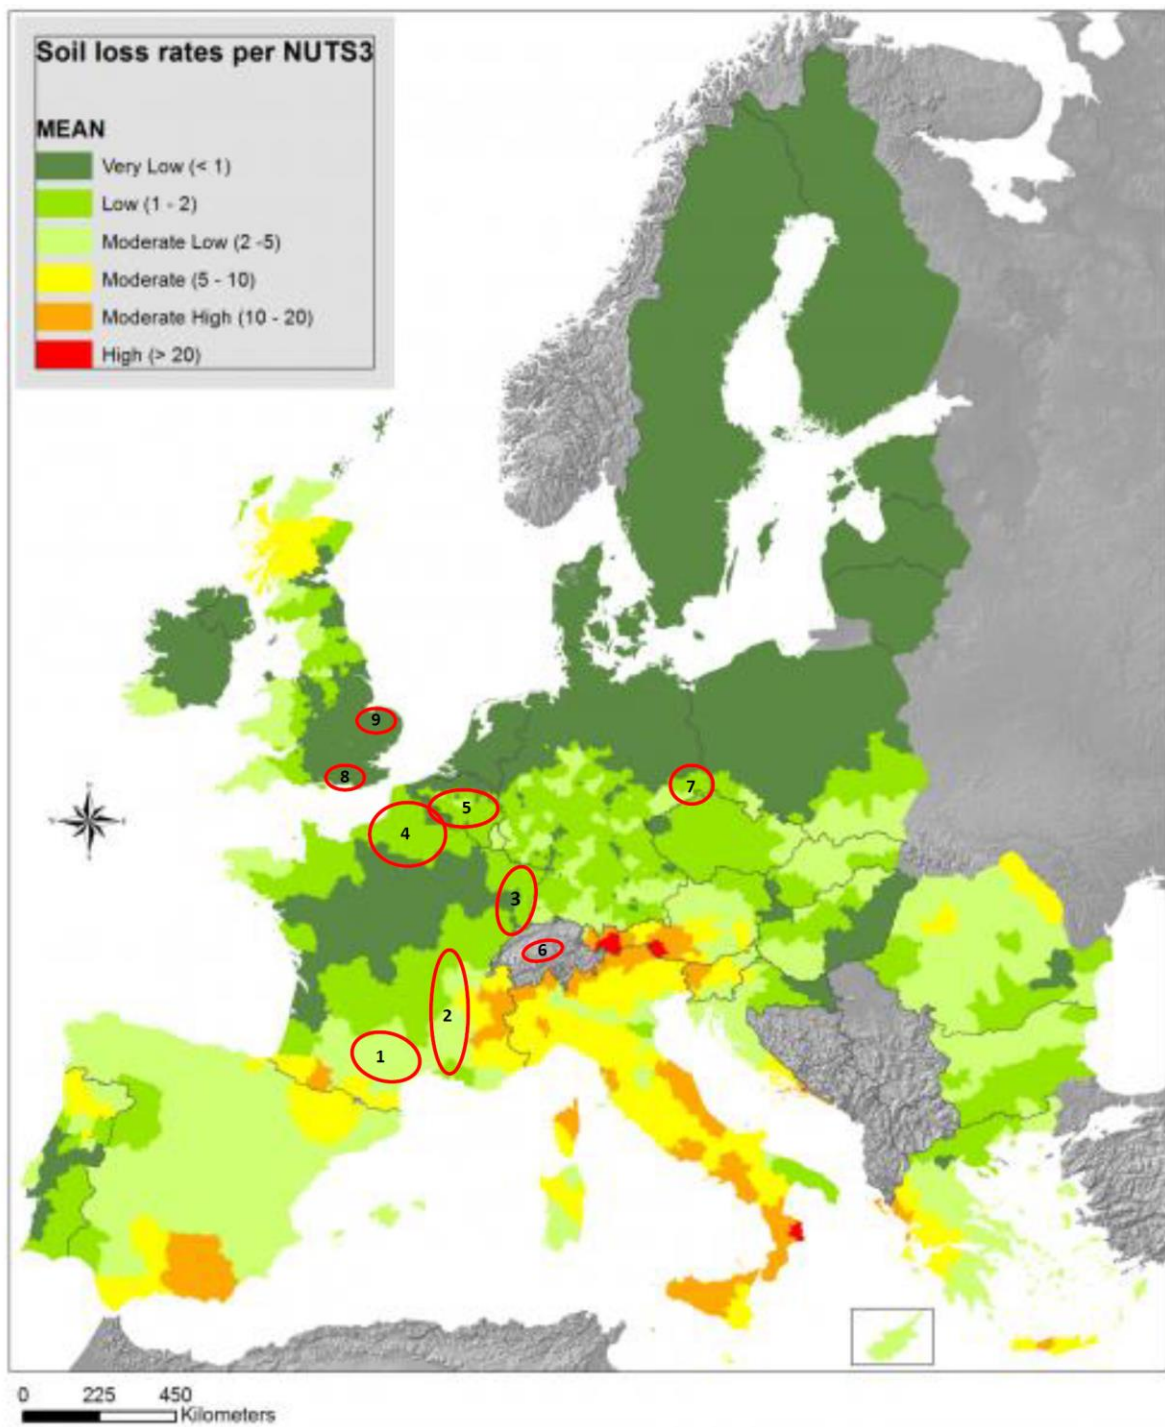 Soil loss rates per NUTS3
MEAN
Very Low (< 1)
Low (1 - 2)
Moderate Low (2 -5)
Moderate (5 - 10)
Moderate High (10 - 20)
High (> 20)
9
8
7
5
4
3
6
2
1
0 225 450
Kilometers